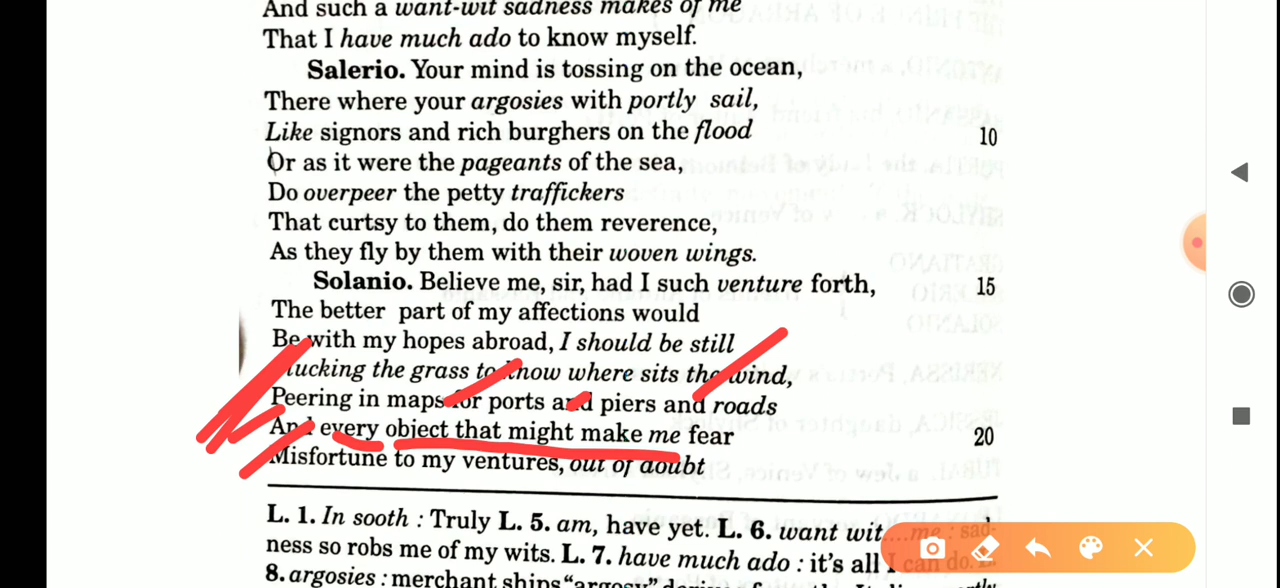 And such a want-wit sadness makes of me
That I have much ado to know myself.
Salerio. Your mind is tossing on the ocean,
There where your argosies with portly sail,
Like signors and rich burghers on the flood 10
Or as it were the pageants of the sea,
Do overpeer the petty traffickers
That curtsy to them, do them reverence,
As they fly by them with their woven wings.
Solanio. Believe me, sir, had I such venture forth, 15
The better part of my affections would
Be with my hopes abroad, I should be still
Plucking the grass to know where sits the wind,
Peering in maps for ports and piers and roads
And every object that might make me fear 20
Misfortune to my ventures, out of doubt
L. 1. In sooth : Truly L. 5. am, have yet. L. 6. want wit....me : sad-
ness so robs me of my wits. L. 7. have much ado : it's all I can do.
8. argosies : merchant ships